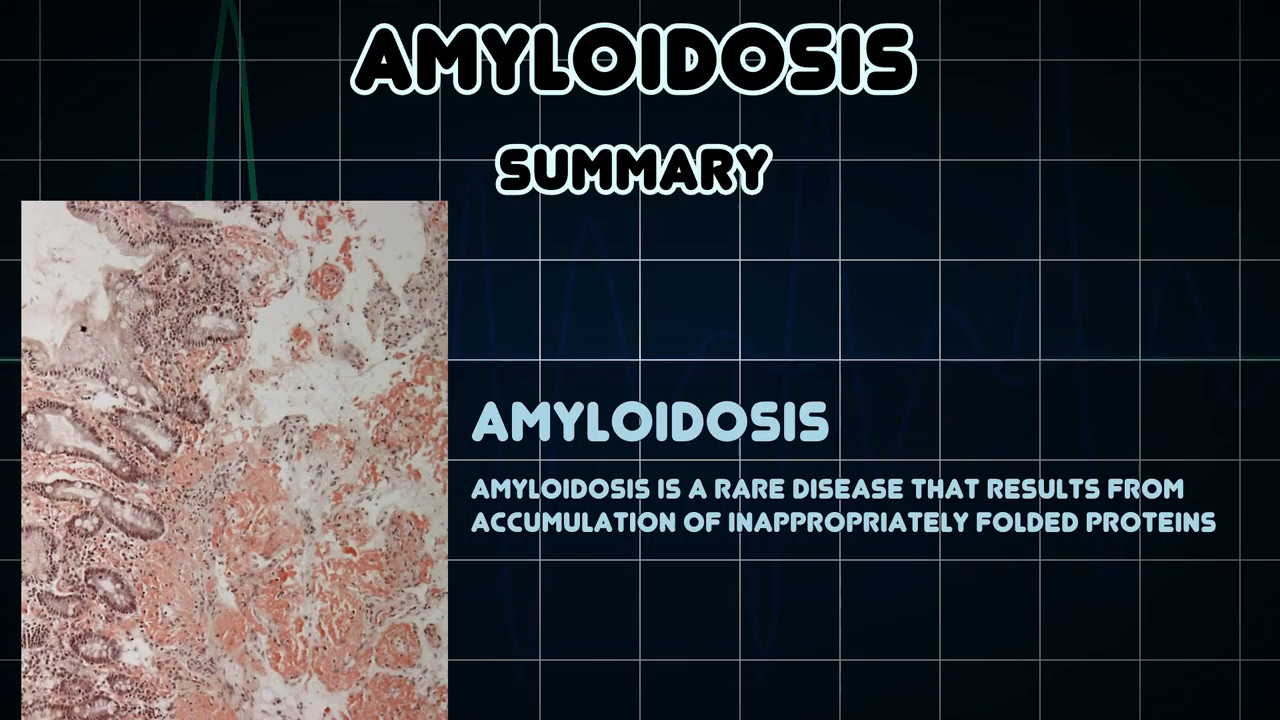 AMYLOIDOSIS
SUMMARY
AMYLOIDOSIS
AMYLOIDOSIS IS A RARE DISEASE THAT RESULTS FROM
ACCUMULATION OF INAPPROPRIATELY FOLDED PROTEINS